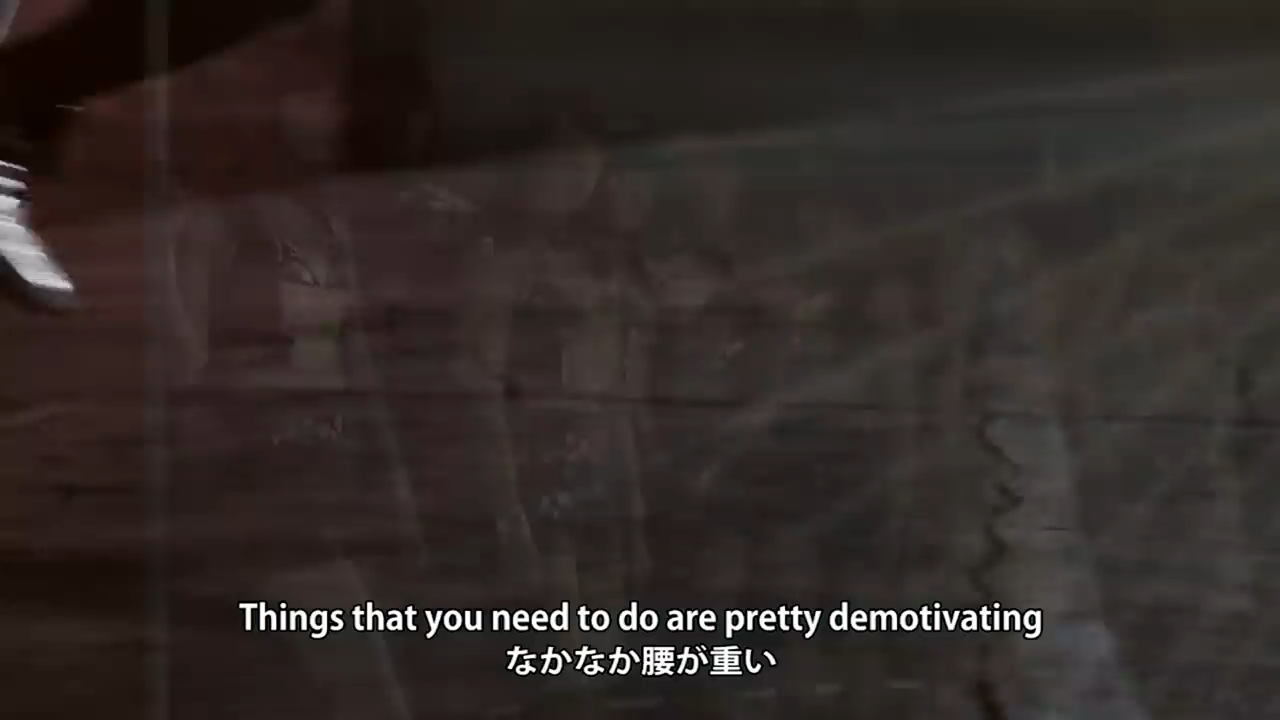 Things that you need to do are pretty demotivating
なかなか腰が重い